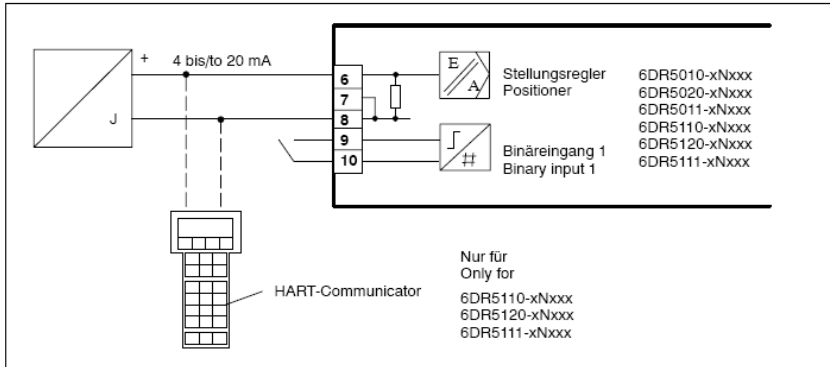 + 4 bis/to 20 mA
J
6
7
8
9
10
E
A
Stellungsregler
Positioner
6DR5010-xNxxx
6DR5020-xNxxx
6DR5011-xNxxx
6DR5110-xNxxx
6DR5120-xNxxx
6DR5111-xNxxx
#
Binäreingang 1
Binary input 1
HART-Communicator
Nur für
Only for
6DR5110-xNxxx
6DR5120-xNxxx
6DR5111-xNxxx